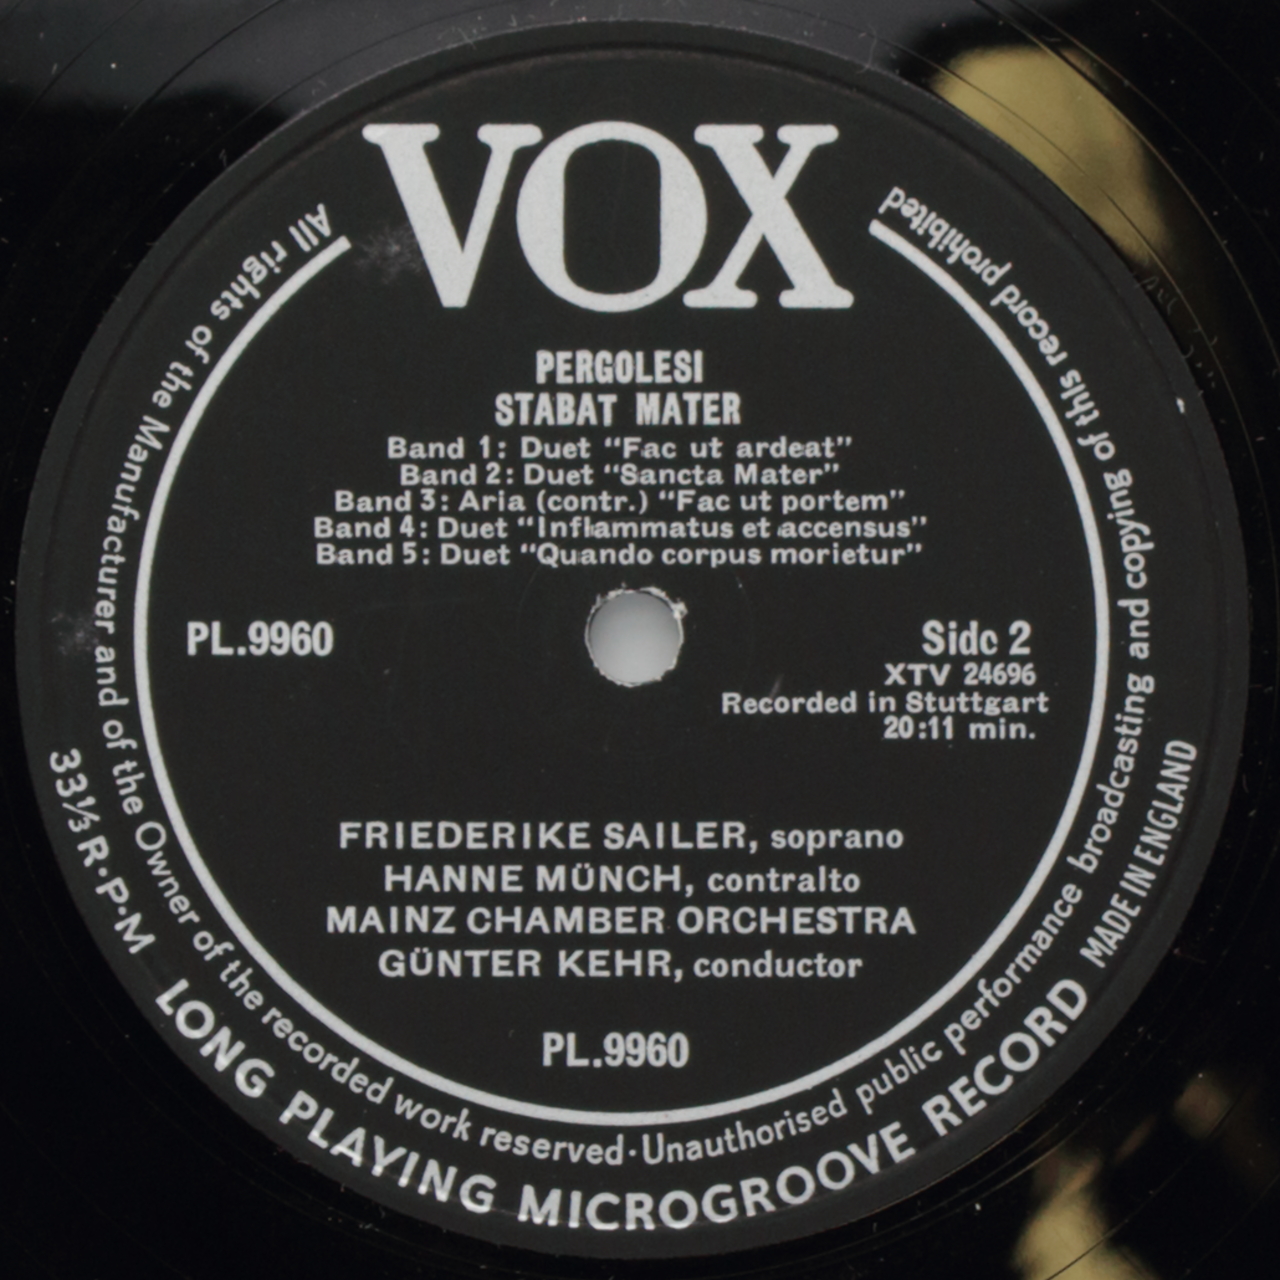 VOX
PERGOLESI
STABAT MATER
Band 1: Duet “Fac ut ardeat”
Band 2: Duet “Sancta Mater”
Band 3: Aria (contr.) “Fac ut portem”
Band 4: Duet “Inflammatus et accensus”
Band 5: Duet “Quando corpus morietur”
PL.9960
Side 2
XTV 24696
Recorded in Stuttgart
20:11 min.
FRIEDERIKE SAILER, soprano
HANNE MÜNCH, contralto
MAINZ CHAMBER ORCHESTRA
GÜNTER KEHR, conductor
PL.9960
All rights of the Manufacturer and of the Owner of the recorded work reserved·Unauthorised public performance broadcasting and copying of this record prohibited
33⅓ R·P·M LONG PLAYING MICROGROOVE RECORD MADE IN ENGLAND